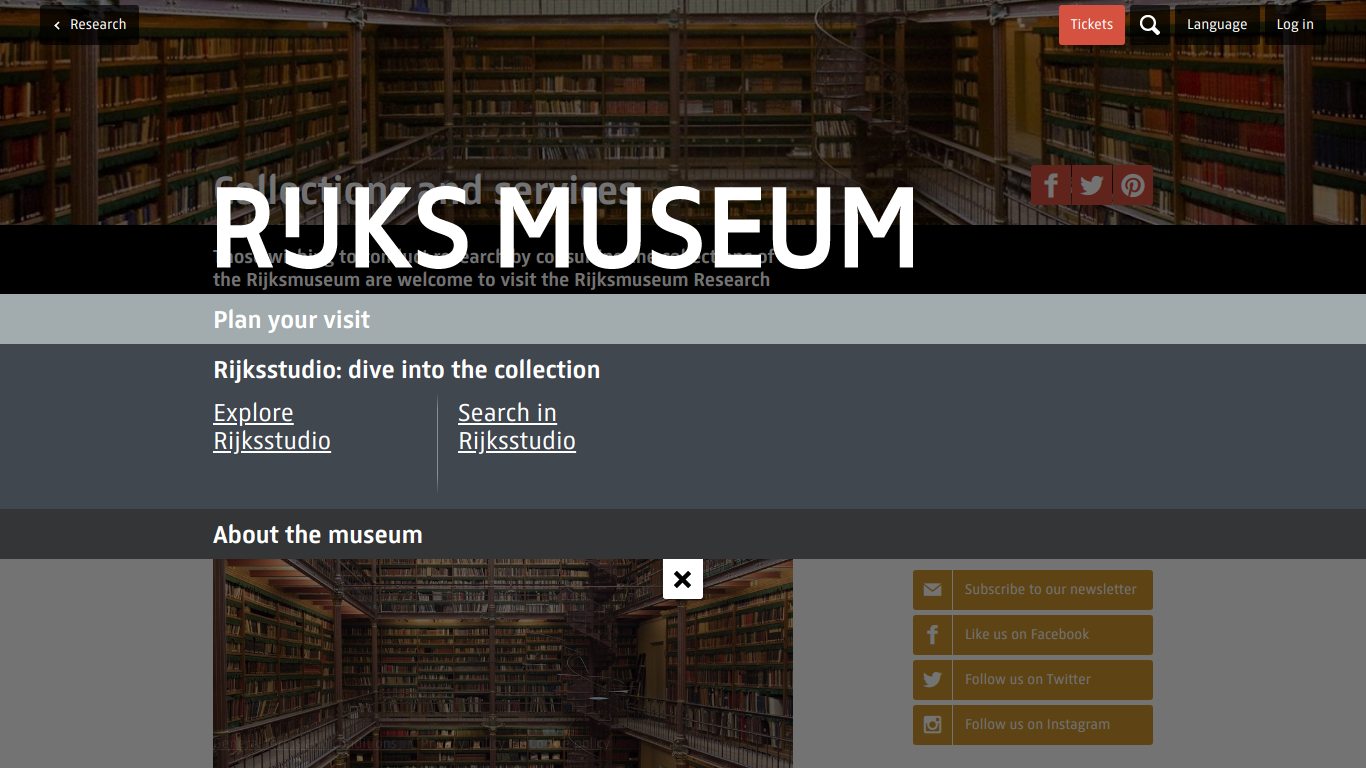 Research
Tickets
Language
Log in
Collections and services
RIJKS MUSEUM
Those wishing to conduct research by consulting the collections of
the Rijksmuseum are welcome to visit the Rijksmuseum Research
Plan your visit
Rijksstudio: dive into the collection
Explore
Rijksstudio
Search in
Rijksstudio
About the museum
Subscribe to our newsletter
Like us on Facebook
Follow us on Twitter
Follow us on Instagram